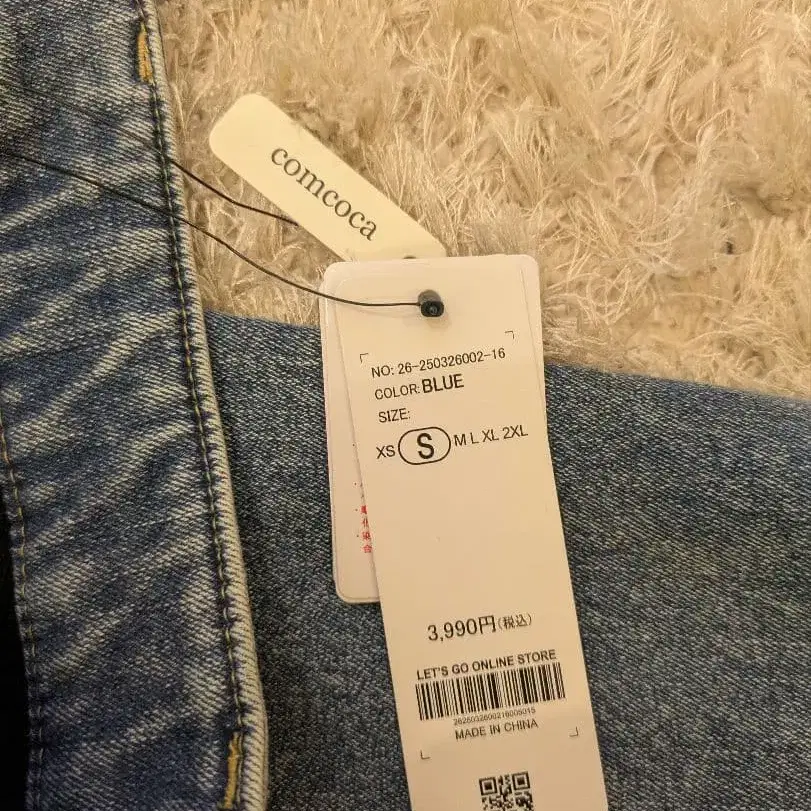 comcoca
NO: 26-250326002-16
COLOR:BLUE
SIZE:
XS S M L XL 2XL
3,990円(税込)
LET'S GO ONLINE STORE
MADE IN CHINA